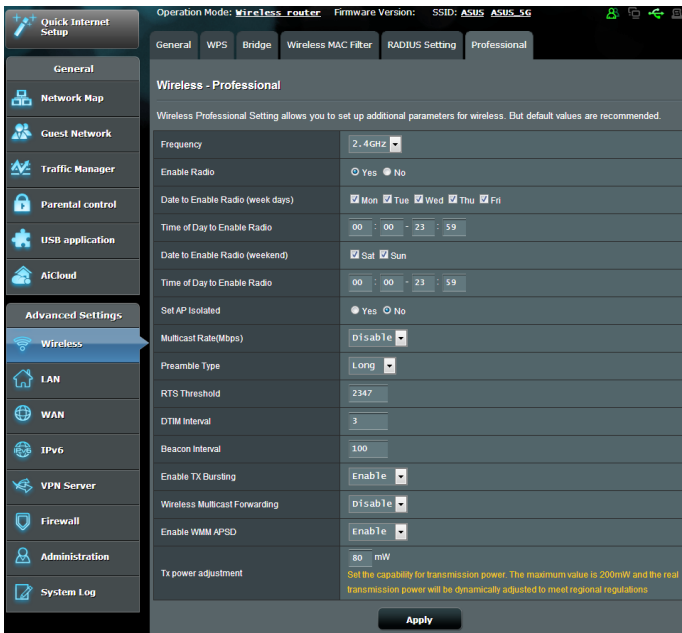 Operation Mode: Wireless router Firmware Version: SSID: ASUS ASUS_5G
Quick Internet
Setup
General WPS Bridge Wireless MAC Filter RADIUS Setting Professional
General
Network Map
Guest Network
Traffic Manager
Parental control
USB application
AiCloud
Advanced Settings
Wireless
LAN
WAN
IPv6
VPN Server
Firewall
Administration
System Log
Wireless - Professional
Wireless Professional Setting allows you to set up additional parameters for wireless. But default values are recommended.
Frequency 2.4GHz
Enable Radio Yes No
Date to Enable Radio (week days) Mon Tue Wed Thu Fri
Time of Day to Enable Radio 00 : 00 - 23 : 59
Date to Enable Radio (weekend) Sat Sun
Time of Day to Enable Radio 00 : 00 - 23 : 59
Set AP Isolated Yes No
Multicast Rate(Mbps) Disable
Preamble Type Long
RTS Threshold 2347
DTIM Interval 3
Beacon Interval 100
Enable TX Bursting Enable
Wireless Multicast Forwarding Disable
Enable WMM APSD Enable
Tx power adjustment 80 mW
Set the capability for transmission power. The maximum value is 200mW and the real
transmission power will be dynamically adjusted to meet regional regulations
Apply